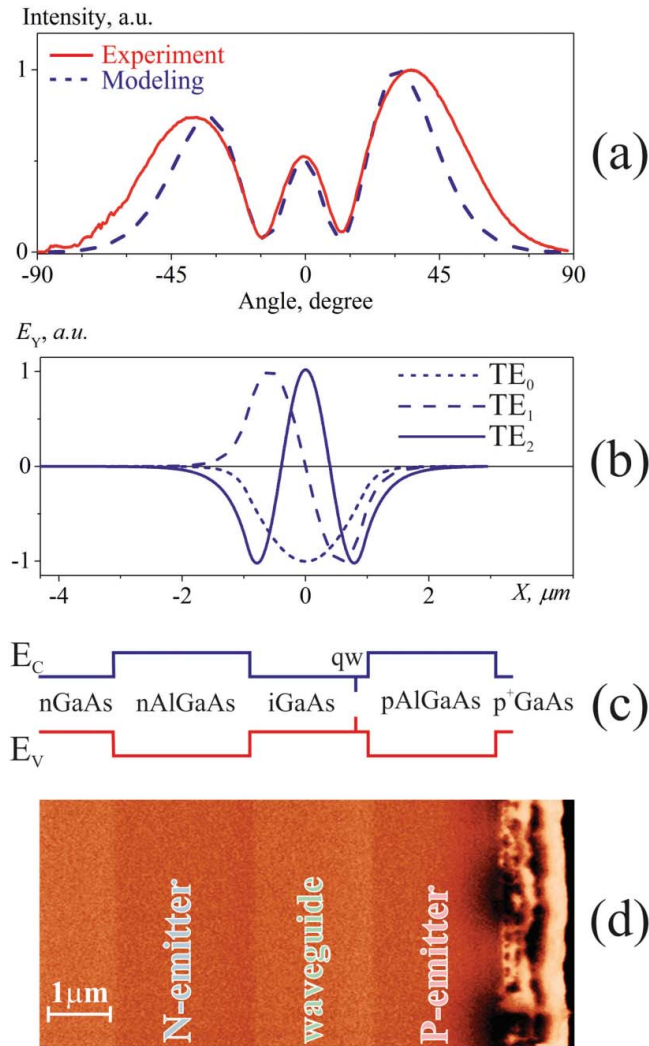 Intensity, a.u.
Experiment
Modeling
1
0
-90 -45 0 45 90
Angle, degree
(a)
E_Y, a.u.
TE_0
TE_1
TE_2
1
0
-1
-4 -2 0 2 X, μm
(b)
E_C
qw
nGaAs nAlGaAs iGaAs pAlGaAs p⁺GaAs
E_V
(c)
N-emitter
waveguide
P-emitter
1μm
(d)